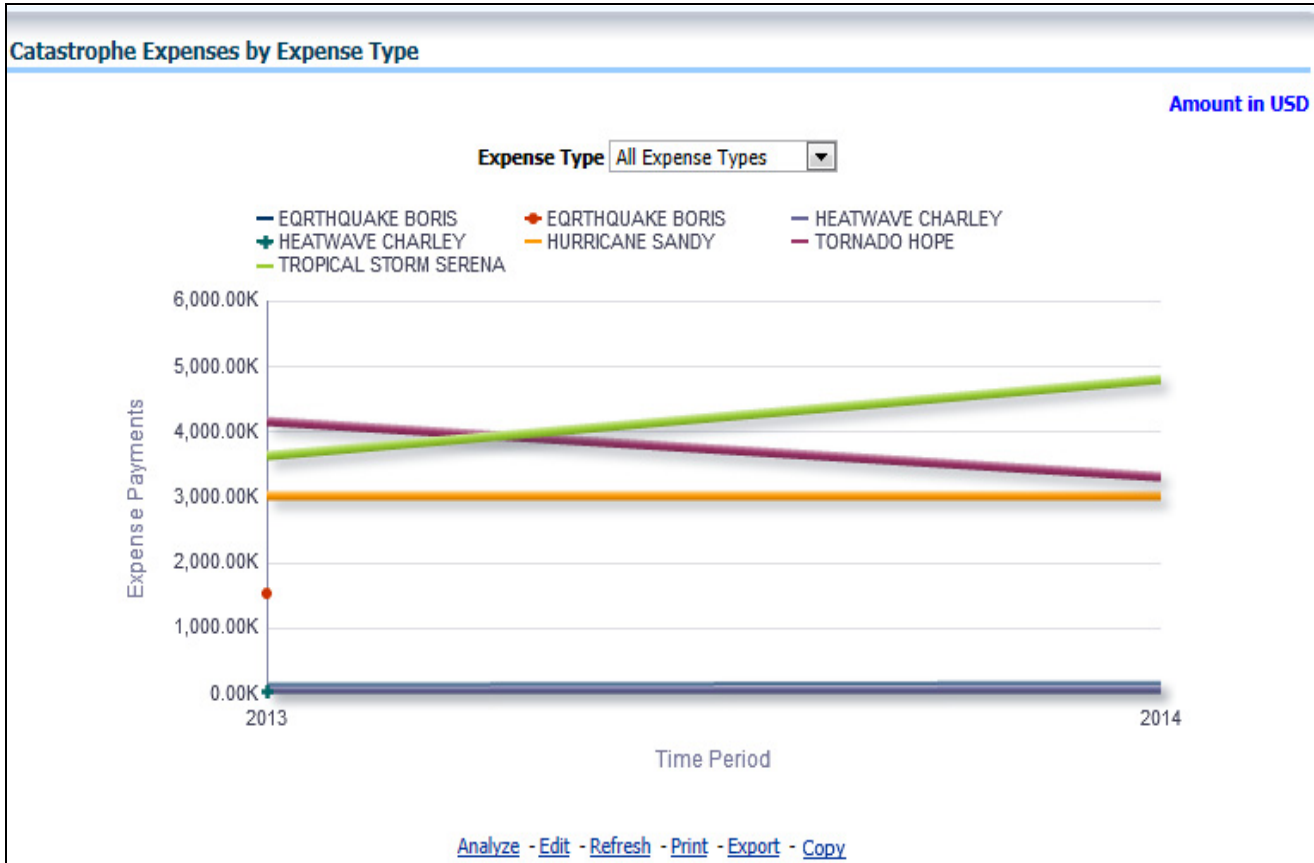 Catastrophe Expenses by Expense Type
Amount in USD
Expense Type All Expense Types
EQRTHQUAKE BORIS EQRTHQUAKE BORIS HEATWAVE CHARLEY
HEATWAVE CHARLEY HURRICANE SANDY TORNADO HOPE
TROPICAL STORM SERENA
6,000.00K
5,000.00K
4,000.00K
3,000.00K
2,000.00K
1,000.00K
0.00K
Expense Payments
2013 2014
Time Period
Analyze - Edit - Refresh - Print - Export - Copy